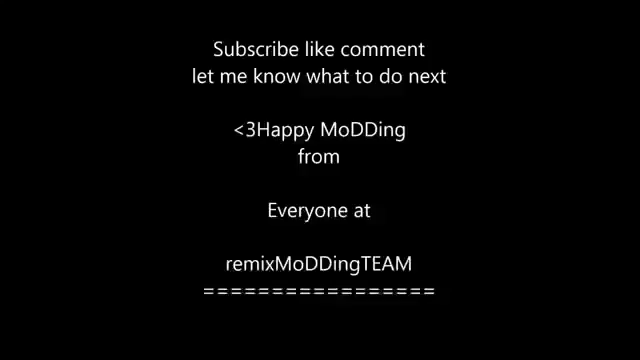 Subscribe like comment
let me know what to do next
<3Happy MoDDing
from
Everyone at
remixMoDDingTEAM
=================